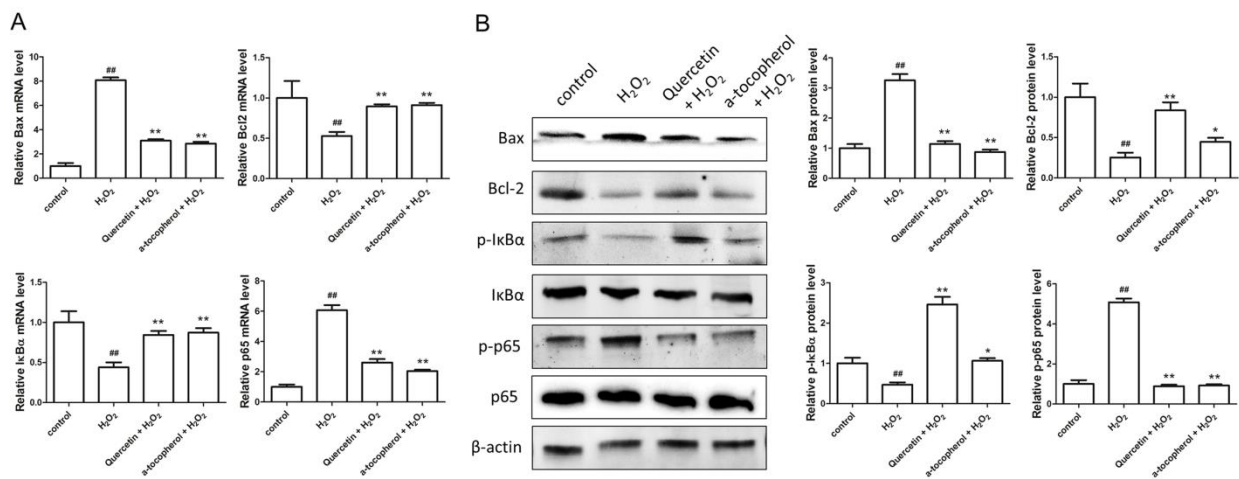 A
Relative Bax mRNA level
10
8
6
4
2
0
##
**
**
control
H₂O₂
Quercetin + H₂O₂
a-tocopherol + H₂O₂
Relative Bcl2 mRNA level
1.5
1.0
0.5
0.0
##
**
**
control
H₂O₂
Quercetin + H₂O₂
a-tocopherol + H₂O₂
Relative IκBα mRNA level
1.5
1.0
0.5
0.0
##
**
**
control
H₂O₂
Quercetin + H₂O₂
a-tocopherol + H₂O₂
Relative p65 mRNA level
8
6
4
2
0
##
**
**
control
H₂O₂
Quercetin + H₂O₂
a-tocopherol + H₂O₂
B
control
H₂O₂
Quercetin
+ H₂O₂
a-tocopherol
+ H₂O₂
Bax
Bcl-2
p-IκBα
IκBα
p-p65
p65
β-actin
Relative Bax protein level
4
3
2
1
0
##
**
**
control
H₂O₂
Quercetin + H₂O₂
a-tocopherol + H₂O₂
Relative Bcl-2 protein level
1.5
1.0
0.5
0.0
##
**
*
control
H₂O₂
Quercetin + H₂O₂
a-tocopherol + H₂O₂
Relative p-IκBα protein level
3
2
1
0
##
**
*
control
H₂O₂
Quercetin + H₂O₂
a-tocopherol + H₂O₂
Relative p-p65 protein level
6
4
2
0
##
**
**
control
H₂O₂
Quercetin + H₂O₂
a-tocopherol + H₂O₂